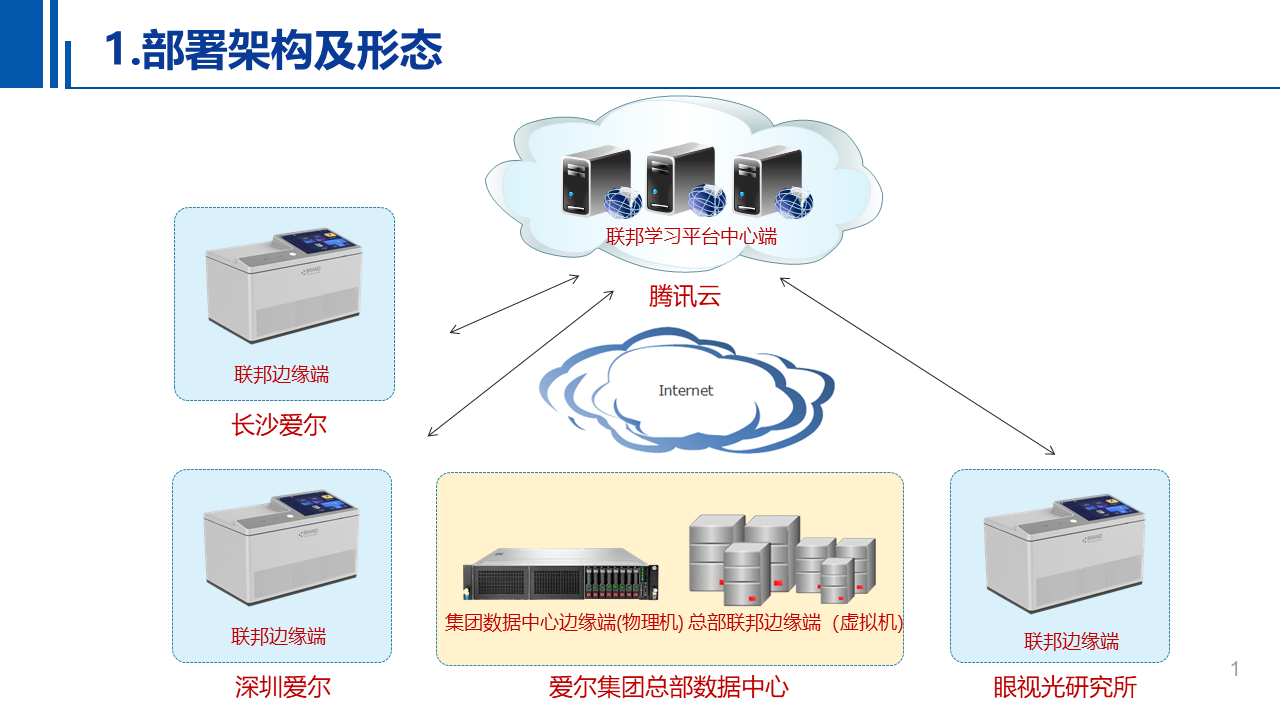 1.部署架构及形态
联邦学习平台中心端
腾讯云
BRAND
联邦边缘端
长沙爱尔
Internet
BRAND
联邦边缘端
深圳爱尔
集团数据中心边缘端(物理机) 总部联邦边缘端（虚拟机）
爱尔集团总部数据中心
BRAND
联邦边缘端
眼视光研究所
1